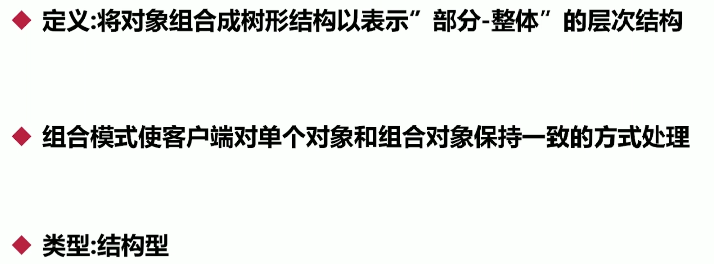 定义:将对象组合成树形结构以表示”部分-整体”的层次结构
组合模式使客户端对单个对象和组合对象保持一致的方式处理
类型:结构型